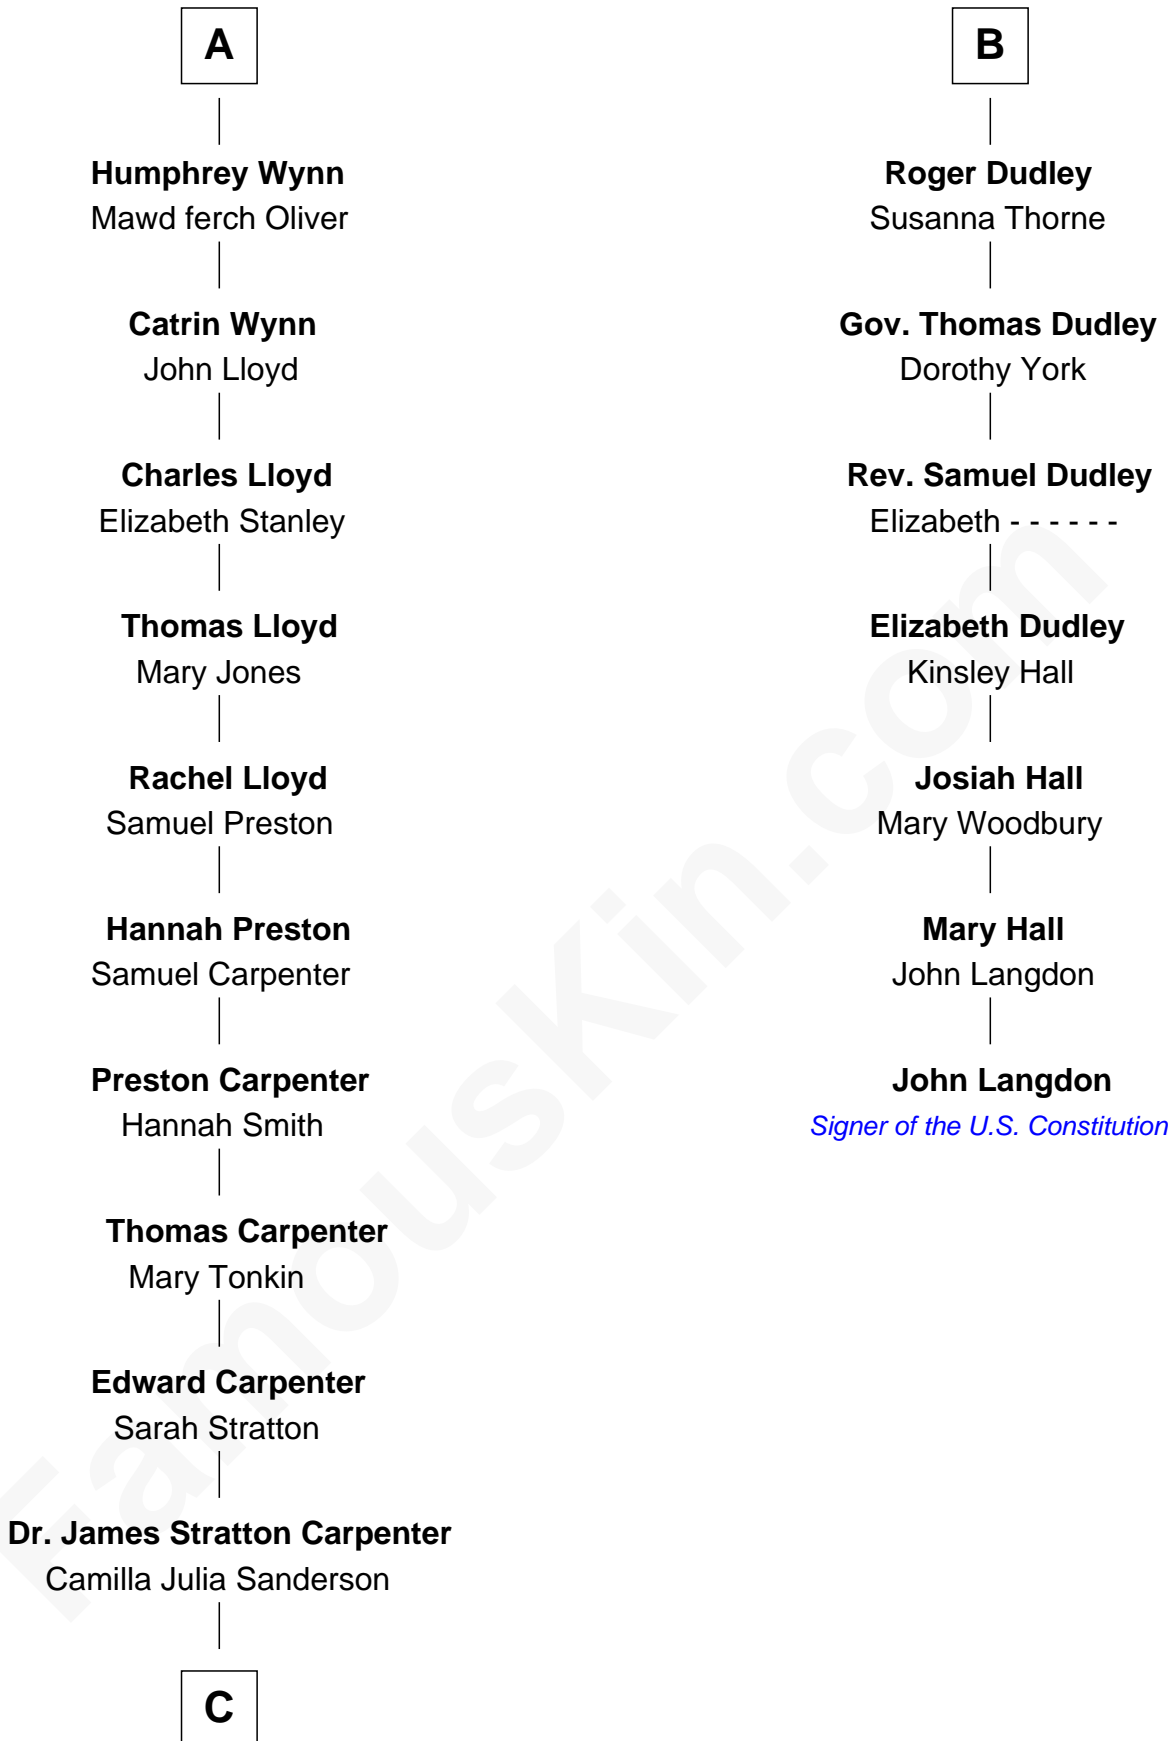 A
Humphrey Wynn
Mawd ferch Oliver
Catrin Wynn
John Lloyd
Charles Lloyd
Elizabeth Stanley
Thomas Lloyd
Mary Jones
Rachel Lloyd
Samuel Preston
Hannah Preston
Samuel Carpenter
Preston Carpenter
Hannah Smith
Thomas Carpenter
Mary Tonkin
Edward Carpenter
Sarah Stratton
Dr. James Stratton Carpenter
Camilla Julia Sanderson
C
B
Roger Dudley
Susanna Thorne
Gov. Thomas Dudley
Dorothy York
Rev. Samuel Dudley
Elizabeth - - - - - -
Elizabeth Dudley
Kinsley Hall
Josiah Hall
Mary Woodbury
Mary Hall
John Langdon
John Langdon
Signer of the U.S. Constitution
FamousKin.com